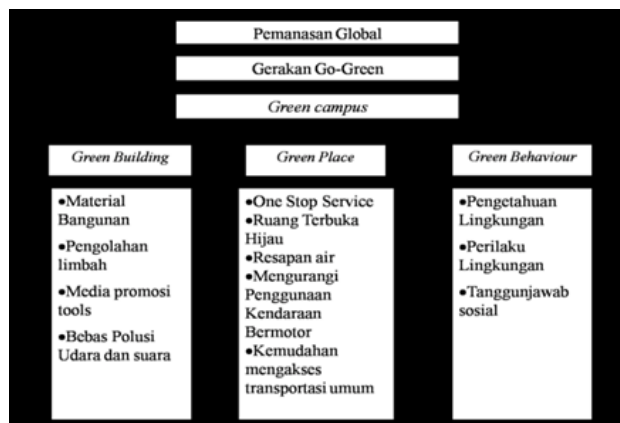 Pemanasan Global
Gerakan Go-Green
Green campus
Green Building
Green Place
Green Behaviour
•Material
Bangunan
•Pengolahan
limbah
•Media promosi
tools
•Bebas Polusi
Udara dan suara
•One Stop Service
•Ruang Terbuka
Hijau
•Resapan air
•Mengurangi
Penggunaan
Kendaraan
Bermotor
•Kemudahan
mengakses
transportasi umum
•Pengetahuan
Lingkungan
•Perilaku
Lingkungan
•Tanggunjawab
sosial